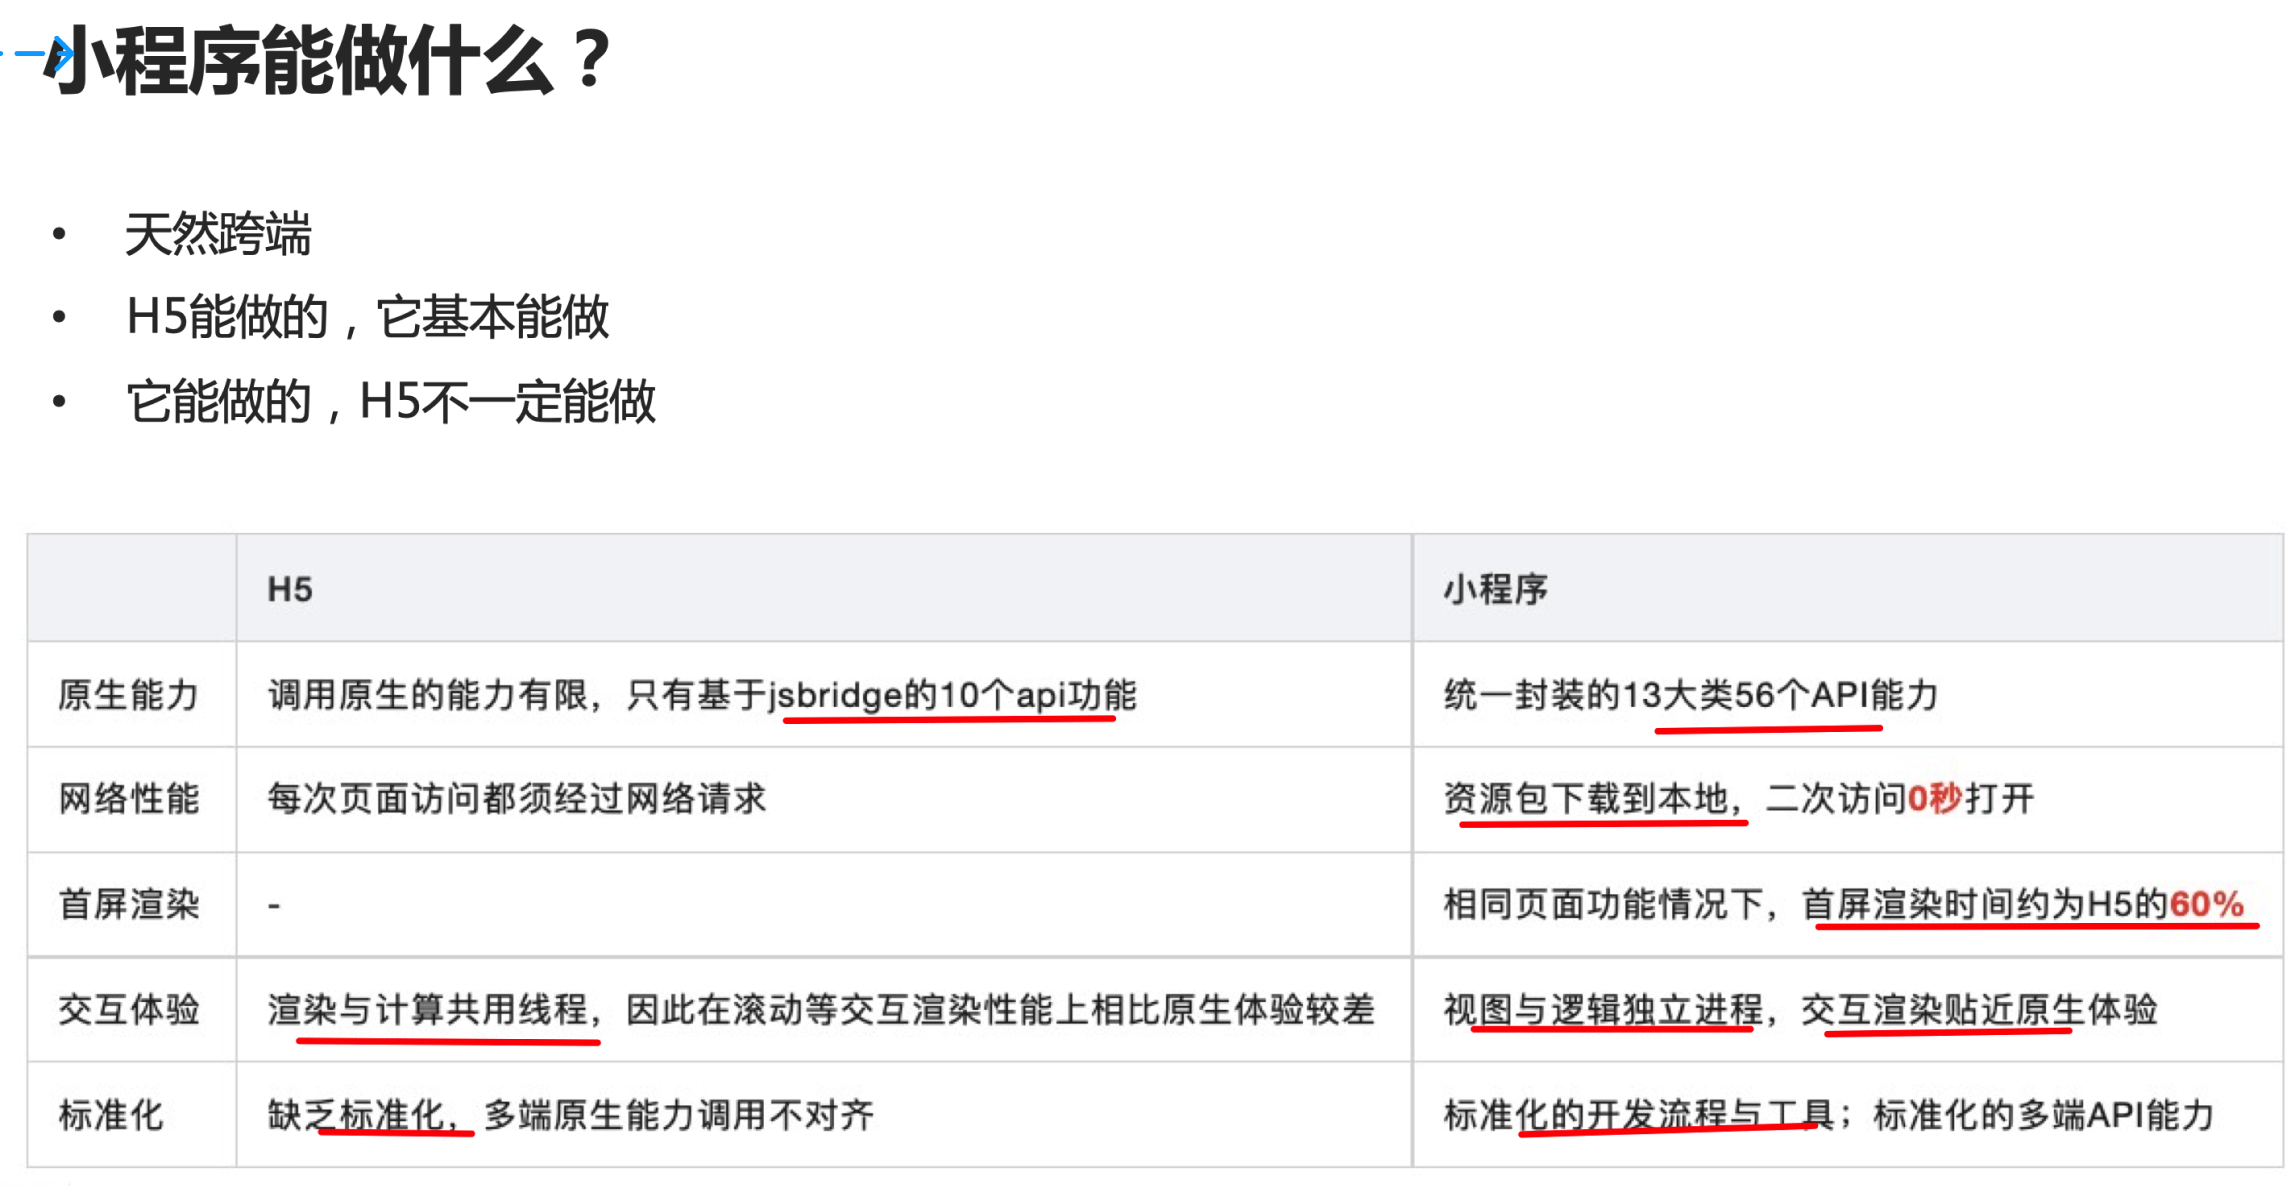 小程序能做什么？
• 天然跨端
• H5能做的，它基本能做
• 它能做的，H5不一定能做
H5 小程序
原生能力 调用原生的能力有限，只有基于jsbridge的10个api功能 统一封装的13大类56个API能力
网络性能 每次页面访问都须经过网络请求 资源包下载到本地，二次访问0秒打开
首屏渲染 - 相同页面功能情况下，首屏渲染时间约为H5的60%
交互体验 渲染与计算共用线程，因此在滚动等交互渲染性能上相比原生体验较差 视图与逻辑独立进程，交互渲染贴近原生体验
标准化 缺乏标准化，多端原生能力调用不对齐 标准化的开发流程与工具；标准化的多端API能力